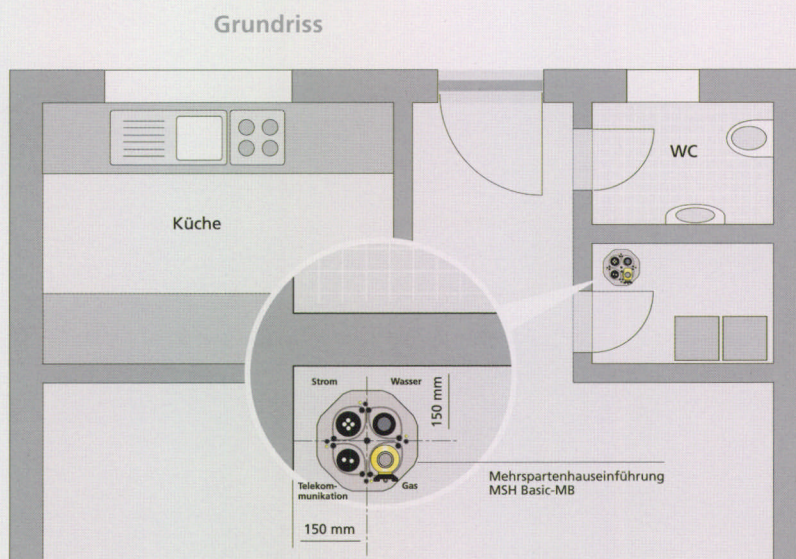 Grundriss
WC
Küche
Strom
Wasser
150 mm
Telekom-
munikation
Gas
Mehrspartenhauseinführung
MSH Basic-MB
150 mm